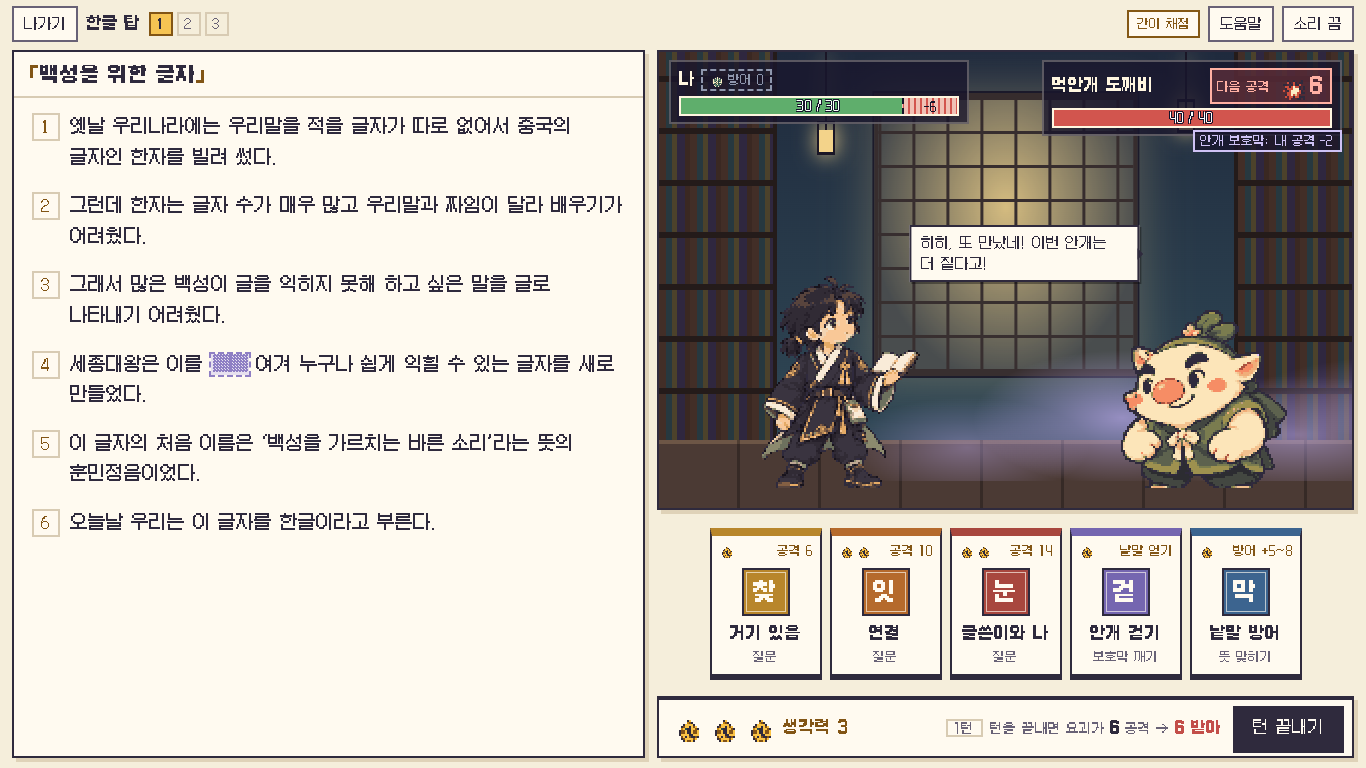 나가기 한글 탑 1 2 3 간이 채점 도움말 소리 끔
『백성을 위한 글자』
1 옛날 우리나라에는 우리말을 적을 글자가 따로 없어서 중국의
글자인 한자를 빌려 썼다.
2 그런데 한자는 글자 수가 매우 많고 우리말과 짜임이 달라 배우기가
어려웠다.
3 그래서 많은 백성이 글을 익히지 못해 하고 싶은 말을 글로
나타내기 어려웠다.
4 세종대왕은 이를 여겨 누구나 쉽게 익힐 수 있는 글자를 새로
만들었다.
5 이 글자의 처음 이름은 ‘백성을 가르치는 바른 소리’라는 뜻의
훈민정음이었다.
6 오늘날 우리는 이 글자를 한글이라고 부른다.
나 방어 0
30 / 30 -6
먹안개 도깨비 다음 공격 6
40 / 40
안개 보호막: 내 공격 -2
히히, 또 만났네! 이번 안개는
더 짙다고!
공격 6
찾
거기 있음
질문
공격 10
잇
연결
질문
공격 14
눈
글쓴이와 나
질문
낱말 얻기
걷
안개 걷기
보호막 깨기
방어 +5~8
막
낱말 방어
뜻 맞히기
생각력 3
1턴 턴을 끝내면 요괴가 6 공격 → 6 받아
턴 끝내기